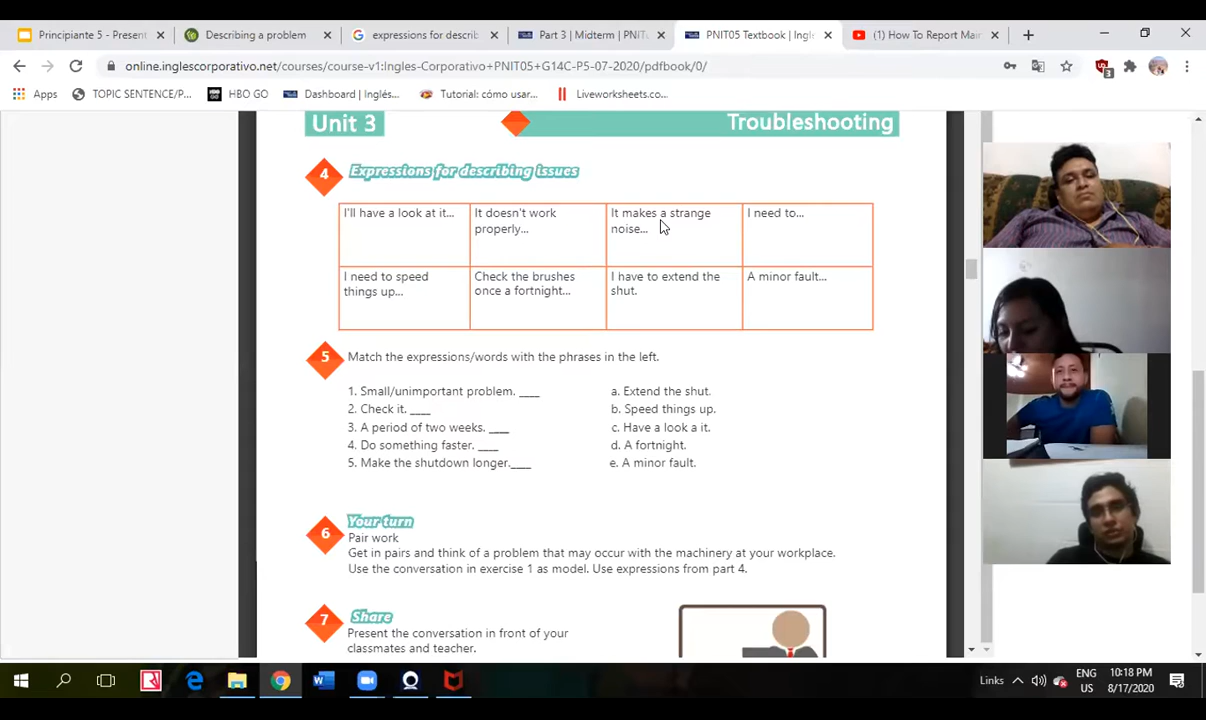 Principiante 5 - Present
Describing a problem
expressions for describ
Part 3 | Midterm | PNIT
PNIT05 Textbook | Ingle
(1) How To Report Main
online.inglescorporativo.net/courses/course-v1:Ingles-Corporativo+PNIT05+G14C-P5-07-2020/pdfbook/0/
3
Apps
TOPIC SENTENCE/P...
HBO GO
Dashboard | Inglés...
Tutorial: cómo usar...
Liveworksheets.co...
Unit 3
Troubleshooting
4
Expressions for describing issues
I'll have a look at it...
It doesn't work
properly...
It makes a strange
noise...
I need to...
I need to speed
things up...
Check the brushes
once a fortnight...
I have to extend the
shut.
A minor fault...
5
Match the expressions/words with the phrases in the left.
1. Small/unimportant problem. ____
a. Extend the shut.
2. Check it. ____
b. Speed things up.
3. A period of two weeks. ____
c. Have a look a it.
4. Do something faster. ____
d. A fortnight.
5. Make the shutdown longer.____
e. A minor fault.
6
Your turn
Pair work
Get in pairs and think of a problem that may occur with the machinery at your workplace.
Use the conversation in exercise 1 as model. Use expressions from part 4.
7
Share
Present the conversation in front of your
classmates and teacher.
Links
ENG
US
10:18 PM
8/17/2020